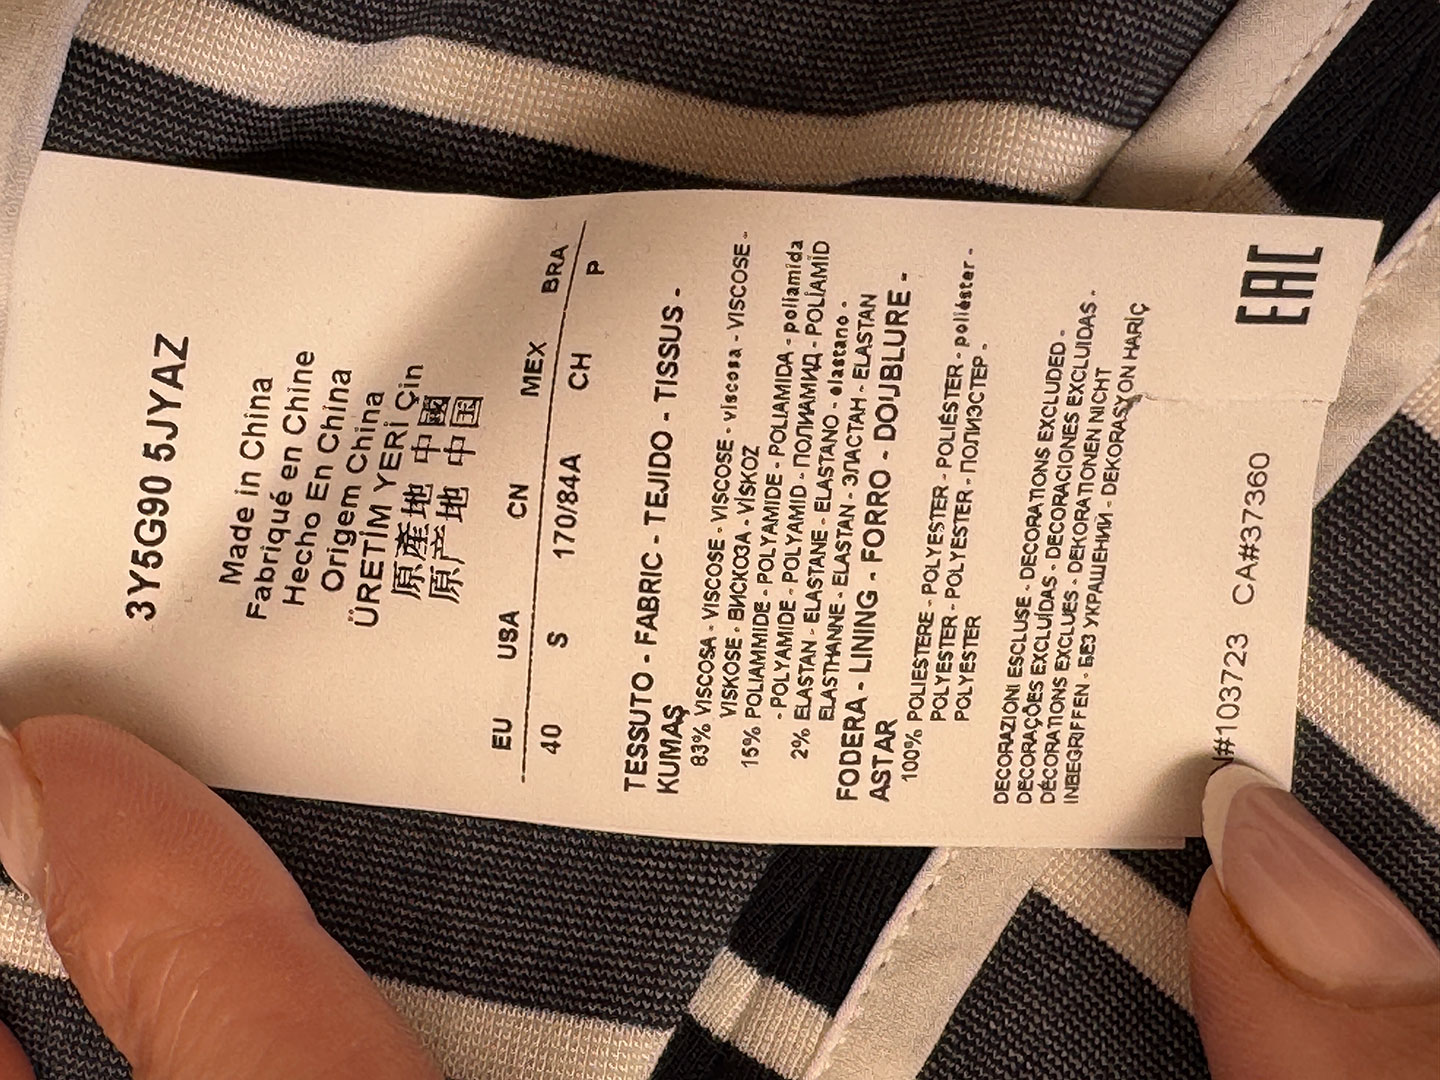 3Y5G90 5JYAZ
Made in China
Fabriqué en Chine
Hecho En China
Origem China
ÜRETİM YERİ Çin
原產地 中國
原产地 中国
EU USA CN MEX BRA
40 S 170/84A CH P
TESSUTO - FABRIC - TEJIDO - TISSUS -
KUMAŞ
83% VISCOSA - VISCOSE - VISCOSE - viscosa - VISCOSE -
VISKOSE - ВИСКОЗА - VİSKOZ
15% POLIAMMIDE - POLYAMIDE - POLIAMIDA - poliamida
- POLYAMIDE - POLYAMID - ПОЛИАМИД - POLİAMİD
2% ELASTAN - ELASTANE - ELASTANO - elastano -
ELASTHANNE - ELASTAN - ЭЛАСТАН - ELASTAN
FODERA - LINING - FORRO - DOUBLURE -
ASTAR
100% POLIESTERE - POLYESTER - POLIÉSTER - poliéster -
POLYESTER - POLYESTER - ПОЛИЭСТЕР -
POLYESTER
DECORAZIONI ESCLUSE - DECORATIONS EXCLUDED -
DECORAÇÕES EXCLUÍDAS - DECORACIONES EXCLUIDAS -
DÉCORATIONS EXCLUES - DEKORATIONEN NICHT
INBEGRIFFEN - БЕЗ УКРАШЕНИЙ - DEKORASYON HARİÇ
#103723 CA#37360
EAC